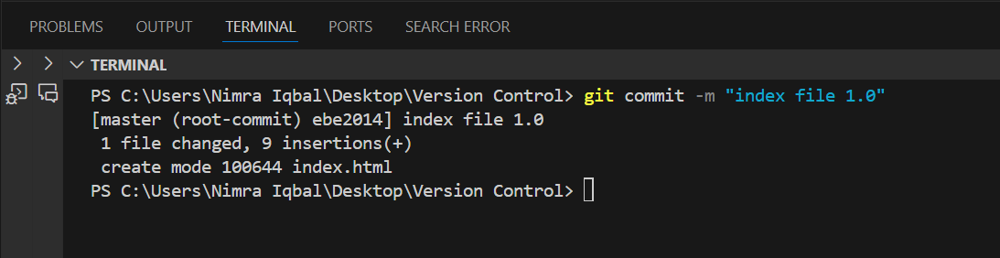 PROBLEMS OUTPUT TERMINAL PORTS SEARCH ERROR
TERMINAL
PS C:\Users\Nimra Iqbal\Desktop\Version Control> git commit -m "index file 1.0"
[master (root-commit) ebe2014] index file 1.0
 1 file changed, 9 insertions(+)
 create mode 100644 index.html
PS C:\Users\Nimra Iqbal\Desktop\Version Control>